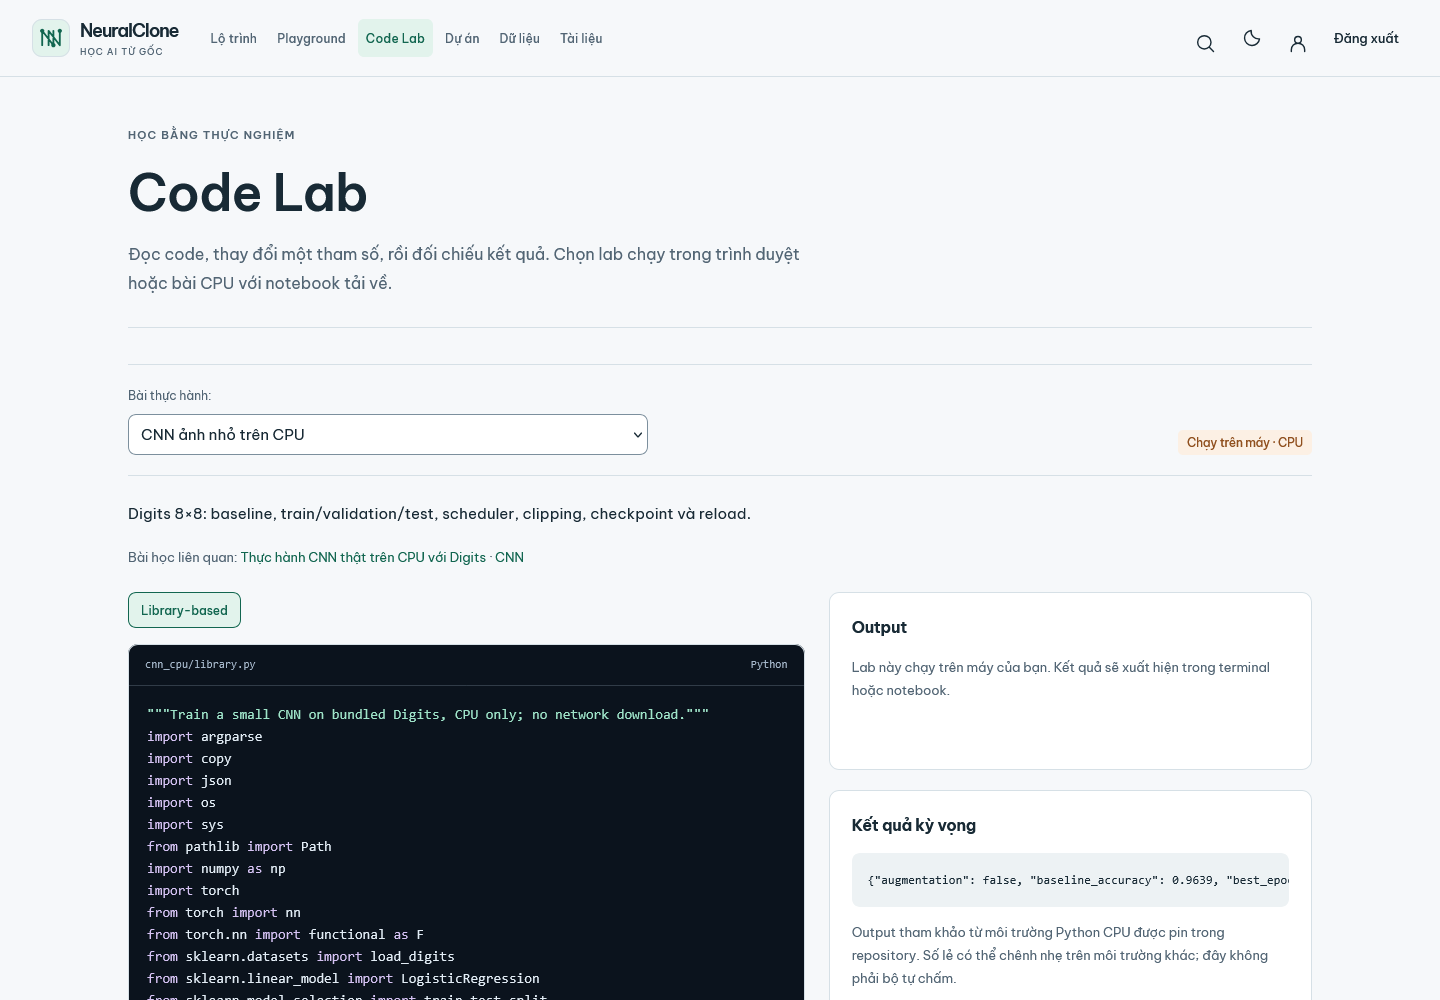 NeuralClone
HỌC AI TỪ GỐC
Lộ trình
Playground
Code Lab
Dự án
Dữ liệu
Tài liệu
Đăng xuất
HỌC BẰNG THỰC NGHIỆM
Code Lab
Đọc code, thay đổi một tham số, rồi đối chiếu kết quả. Chọn lab chạy trong trình duyệt
hoặc bài CPU với notebook tải về.
Bài thực hành:
CNN ảnh nhỏ trên CPU
Chạy trên máy · CPU
Digits 8×8: baseline, train/validation/test, scheduler, clipping, checkpoint và reload.
Bài học liên quan: Thực hành CNN thật trên CPU với Digits · CNN
Library-based
cnn_cpu/library.py
Python
"""Train a small CNN on bundled Digits, CPU only; no network download."""
import argparse
import copy
import json
import os
import sys
from pathlib import Path
import numpy as np
import torch
from torch import nn
from torch.nn import functional as F
from sklearn.datasets import load_digits
from sklearn.linear_model import LogisticRegression
from sklearn.model_selection import train_test_split
Output
Lab này chạy trên máy của bạn. Kết quả sẽ xuất hiện trong terminal
hoặc notebook.
Kết quả kỳ vọng
{"augmentation": false, "baseline_accuracy": 0.9639, "best_epo
Output tham khảo từ môi trường Python CPU được pin trong
repository. Số lẻ có thể chênh nhẹ trên môi trường khác; đây không
phải bộ tự chấm.